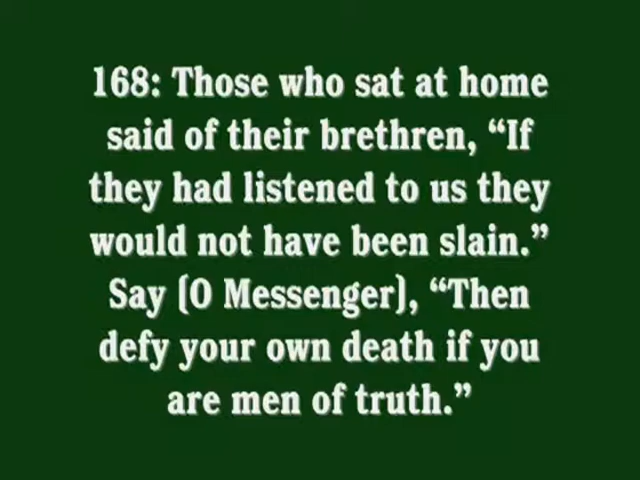 168: Those who sat at home
said of their brethren, “If
they had listened to us they
would not have been slain.”
Say (O Messenger), “Then
defy your own death if you
are men of truth.”